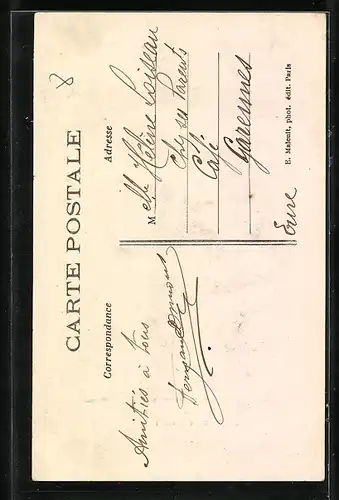 CARTE POSTALE
Correspondance
Amitiés à tous
Adresse
Melle Hélène Loiseau
Chez ses Parents
Café
Garennes
Eure
E. Malcuit, phot. édit. Paris
8